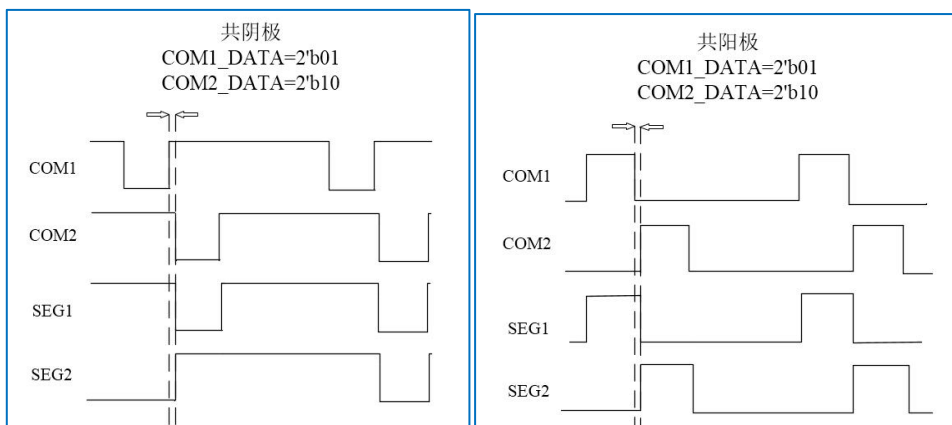 共阴极
COM1_DATA=2'b01
COM2_DATA=2'b10
COM1
COM2
SEG1
SEG2
共阳极
COM1_DATA=2'b01
COM2_DATA=2'b10
COM1
COM2
SEG1
SEG2